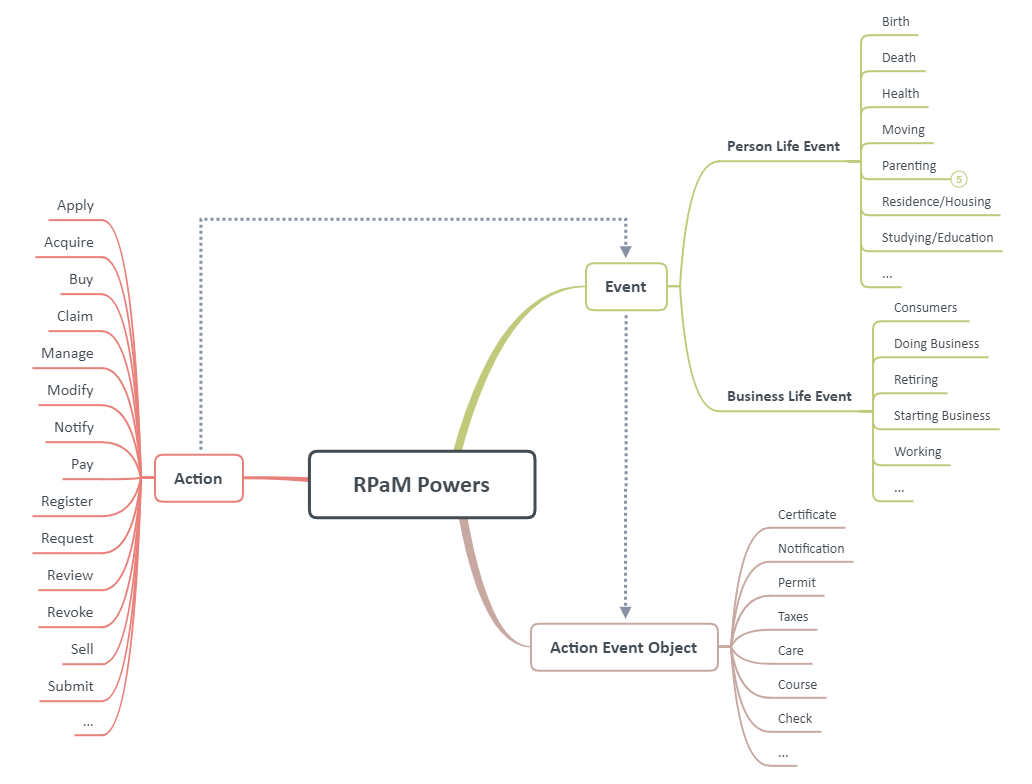 RPaM Powers
Action
Apply
Acquire
Buy
Claim
Manage
Modify
Notify
Pay
Register
Request
Review
Revoke
Sell
Submit
...
Event
Person Life Event
Birth
Death
Health
Moving
Parenting
5
Residence/Housing
Studying/Education
...
Business Life Event
Consumers
Doing Business
Retiring
Starting Business
Working
...
Action Event Object
Certificate
Notification
Permit
Taxes
Care
Course
Check
...